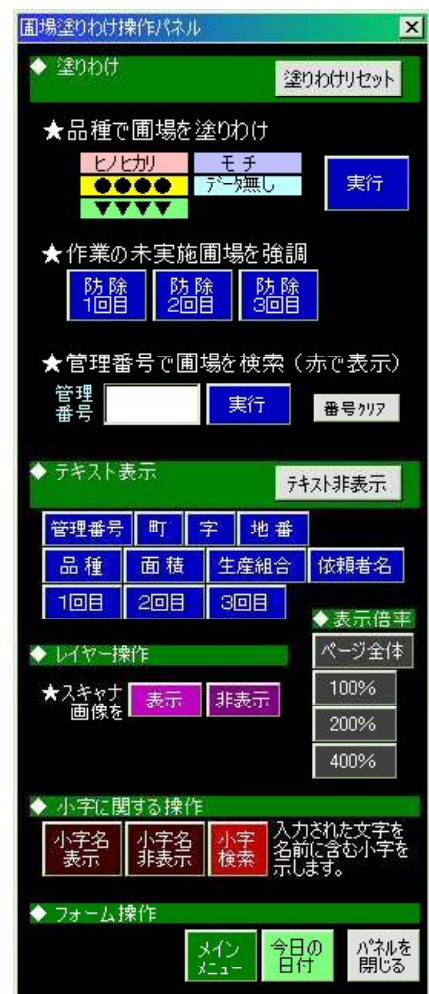 圃場塗りわけ操作パネル
◆ 塗りわけ
塗りわけリセット
★品種で圃場を塗りわけ
ヒノヒカリ モチ
●●●● データ無し
▼▼▼▼
実行
★作業の未実施圃場を強調
防除1回目 防除2回目 防除3回目
★管理番号で圃場を検索（赤で表示）
管理番号 実行 番号クリア
◆ テキスト表示
テキスト非表示
管理番号 町 字 地番
品種 面積 生産組合 依頼者名
1回目 2回目 3回目
◆表示倍率
ページ全体
100%
200%
400%
◆ レイヤー操作
★スキャナ画像を 表示 非表示
◆ 小字に関する操作
小字名表示 小字名非表示 小字検索
入力された文字を
名前に含む小字を
示します。
◆ フォーム操作
メインメニュー 今日の日付 パネルを閉じる